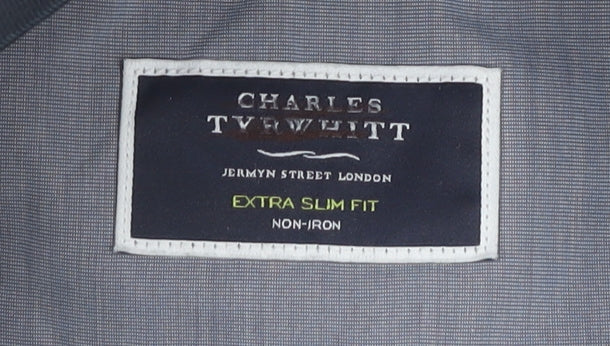 CHARLES
TYRWHITT
JERMYN STREET LONDON
EXTRA SLIM FIT
NON-IRON